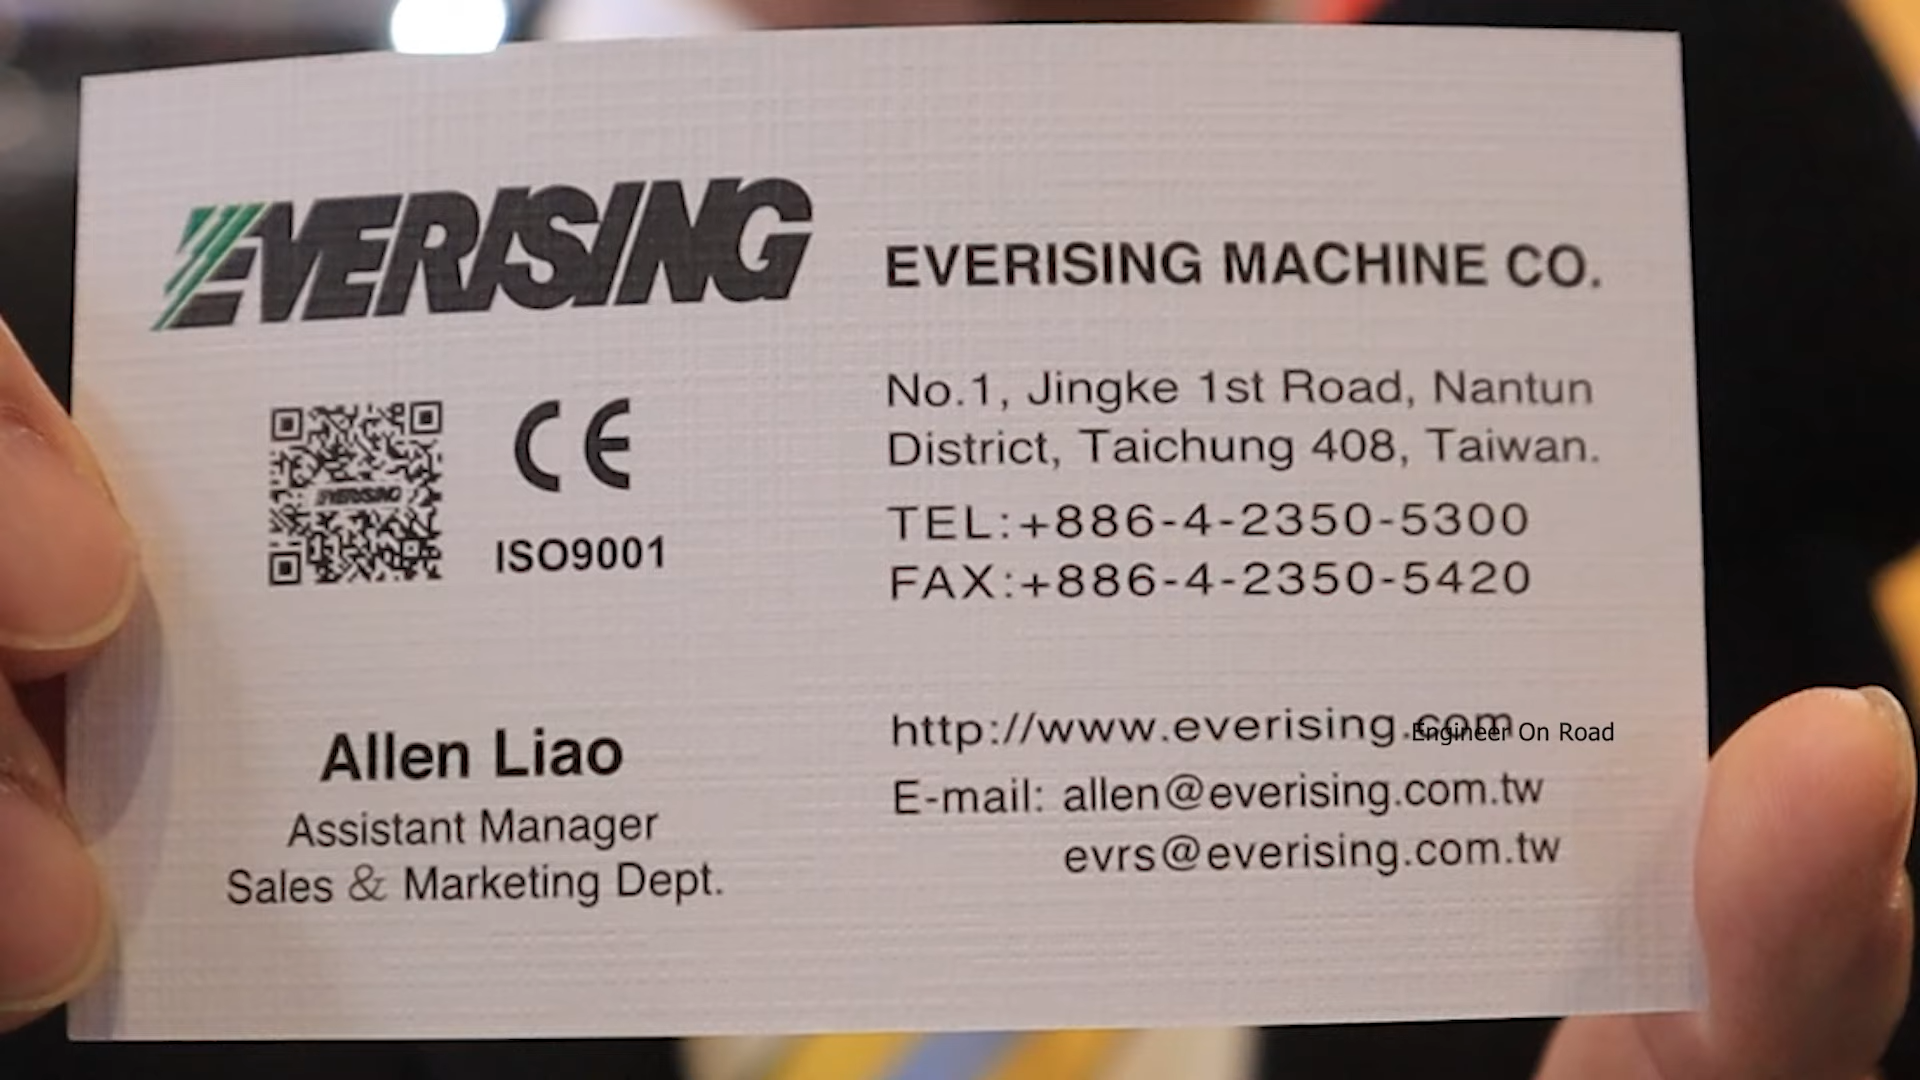 EVERISING
EVERISING MACHINE CO.
No.1, Jingke 1st Road, Nantun
District, Taichung 408, Taiwan.
TEL:+886-4-2350-5300
FAX:+886-4-2350-5420
EVERISING
CE
ISO9001
Allen Liao
Assistant Manager
Sales & Marketing Dept.
http://www.everising.com
Engineer On Road
E-mail: allen@everising.com.tw
evrs@everising.com.tw